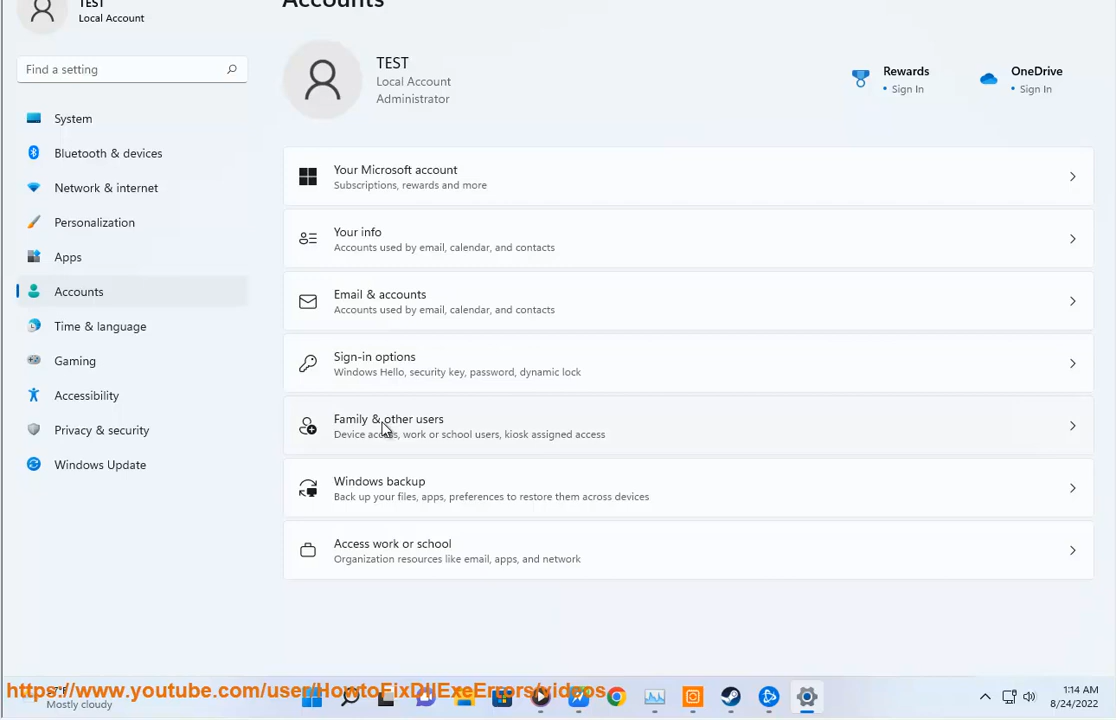 TEST
Local Account
Accounts
Find a setting
System
Bluetooth & devices
Network & internet
Personalization
Apps
Accounts
Time & language
Gaming
Accessibility
Privacy & security
Windows Update
TEST
Local Account
Administrator
Rewards
• Sign In
OneDrive
• Sign In
Your Microsoft account
Subscriptions, rewards and more
Your info
Accounts used by email, calendar, and contacts
Email & accounts
Accounts used by email, calendar, and contacts
Sign-in options
Windows Hello, security key, password, dynamic lock
Family & other users
Device access, work or school users, kiosk assigned access
Windows backup
Back up your files, apps, preferences to restore them across devices
Access work or school
Organization resources like email, apps, and network
https://www.youtube.com/user/HowtoFixDllExeErrors/videos
Mostly cloudy
1:14 AM
8/24/2022